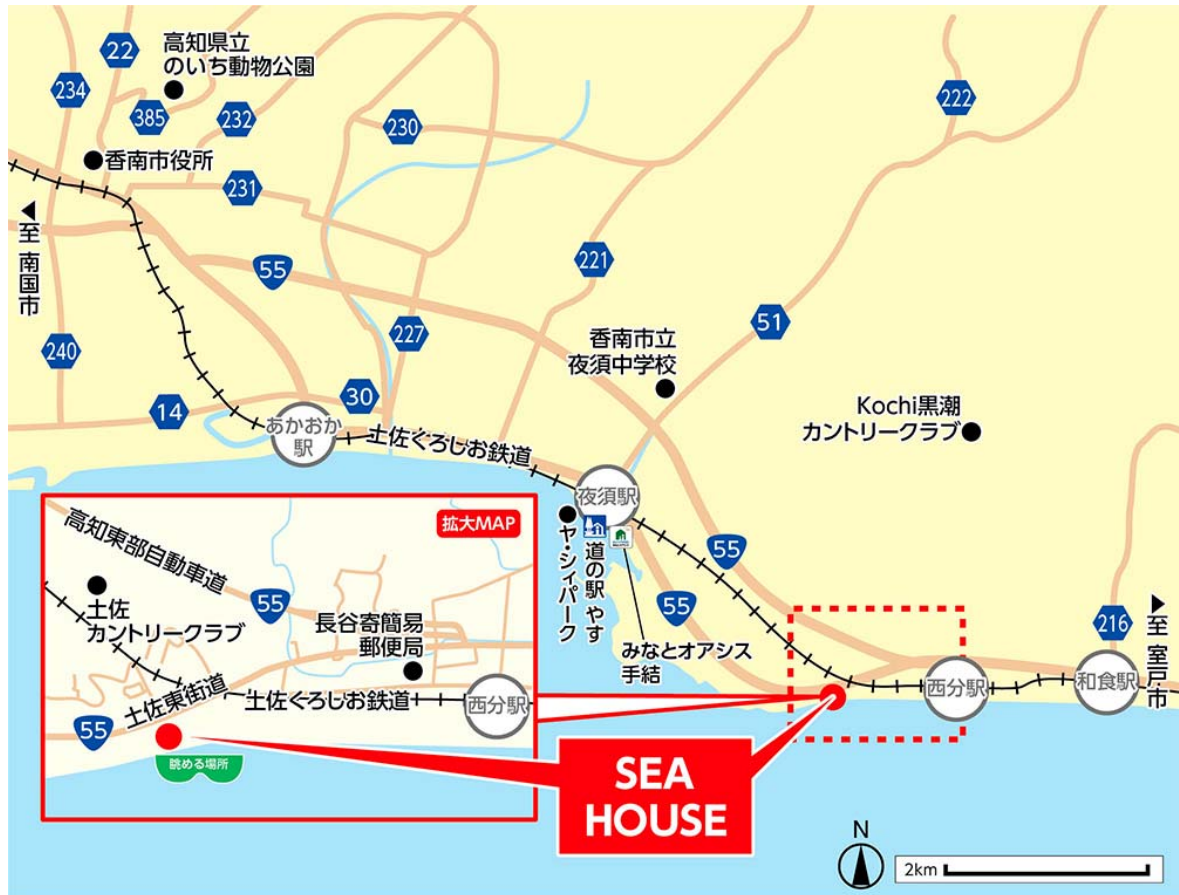 22
高知県立
のいち動物公園
234
385
232
230
222
香南市役所
231
◀至 南国市
55
221
51
227
香南市立
夜須中学校
240
14
30
Kochi黒潮
カントリークラブ
あかおか
駅
土佐くろしお鉄道
夜須駅
ヤ・シィパーク
道の駅 やす
みなとオアシス
手結
55
55
216
▶至 室戸市
西分駅
和食駅
拡大MAP
高知東部自動車道
土佐
カントリークラブ
55
長谷寄簡易
郵便局
土佐東街道
土佐くろしお鉄道
西分駅
55
眺める場所
SEA
HOUSE
N
2km